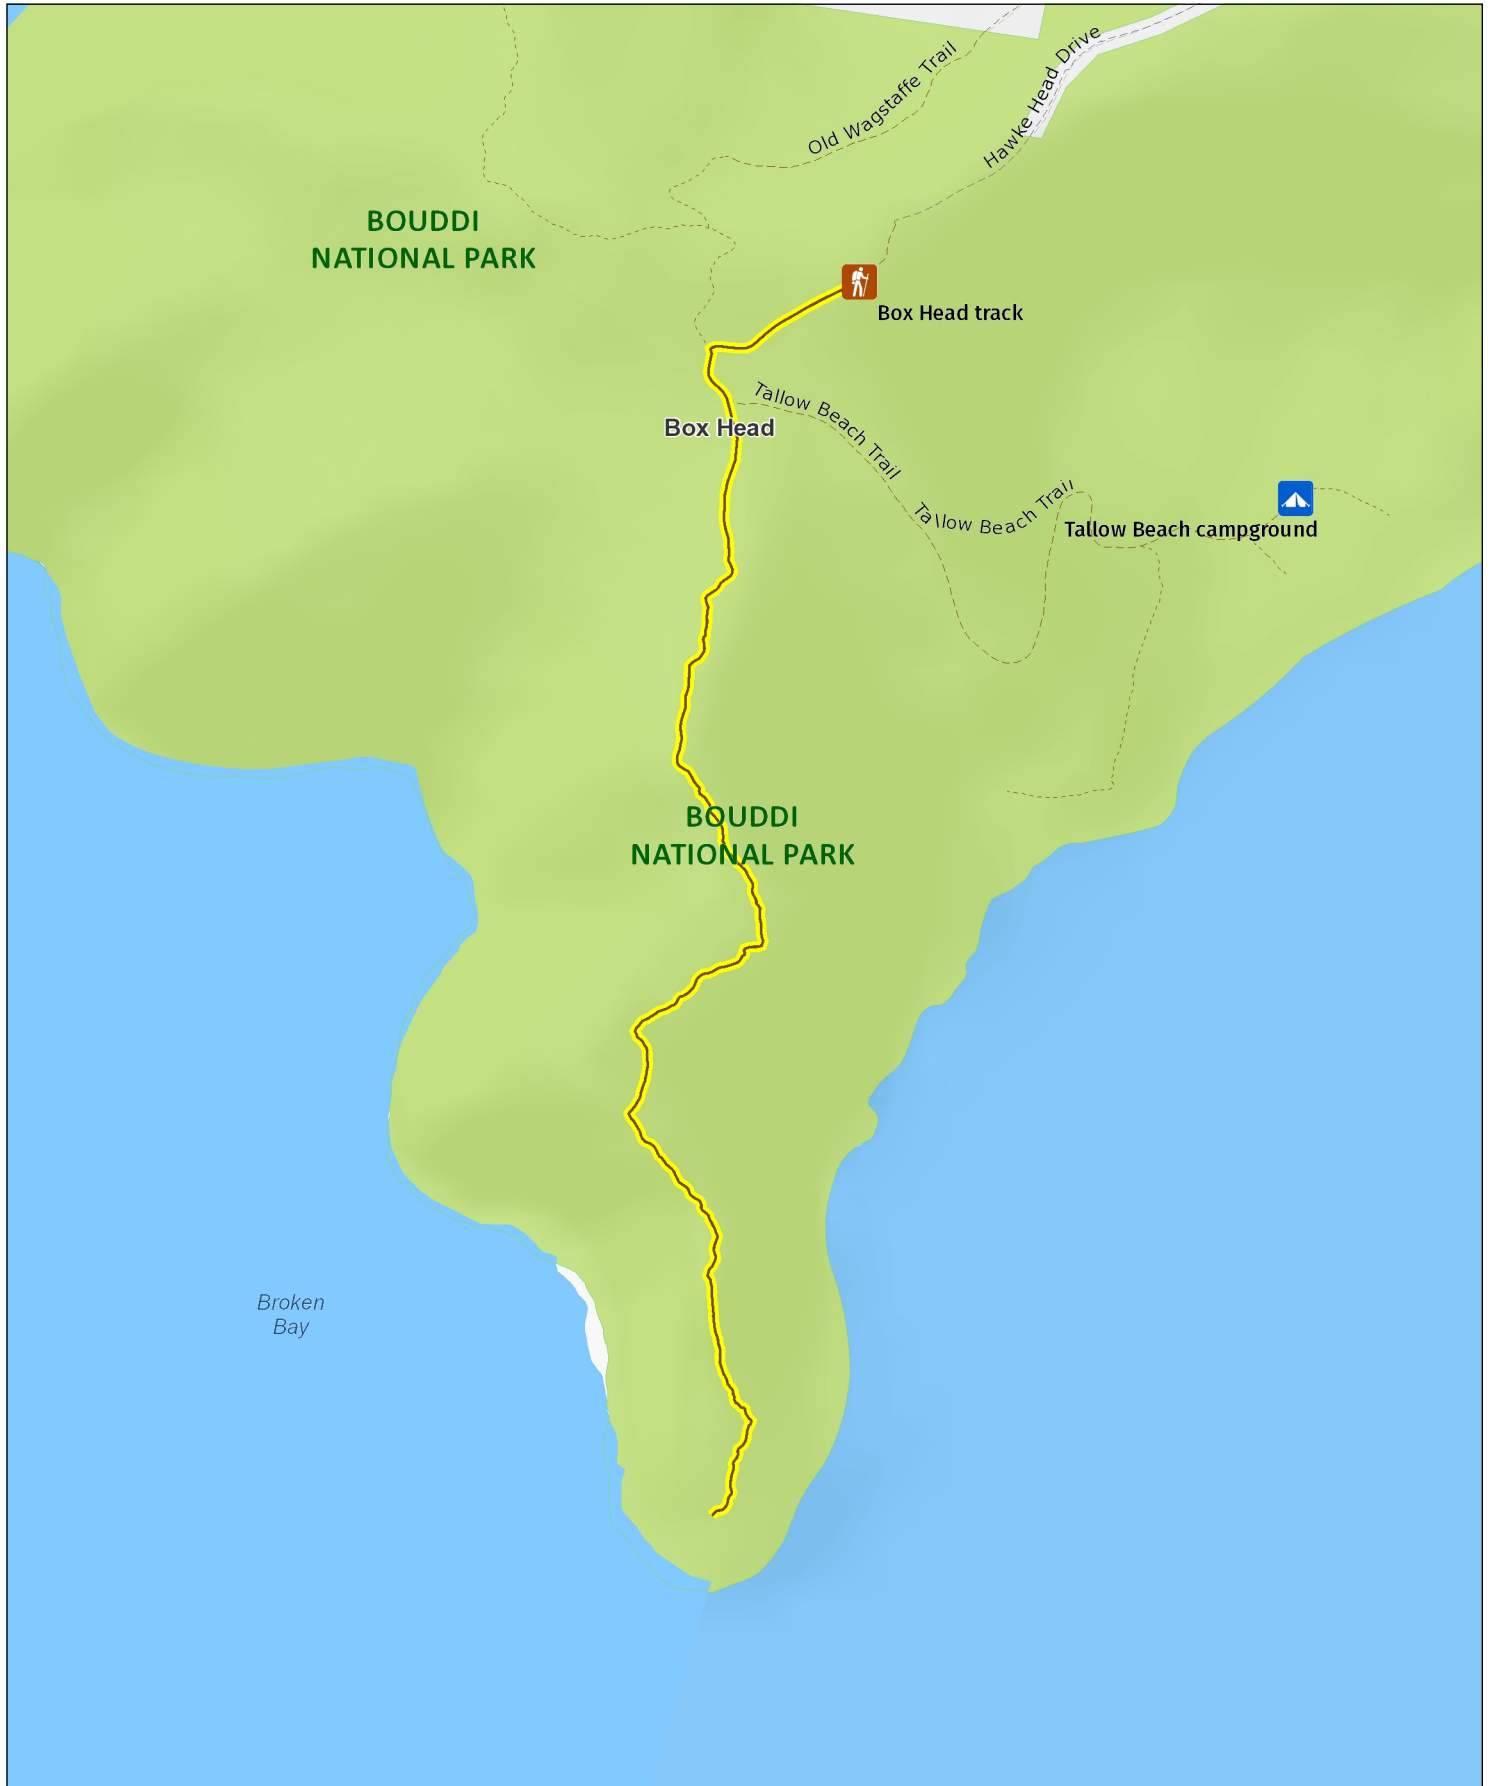 Old Wagstaffe Trail
Hawke Head Drive
BOUDDI
NATIONAL PARK
Box Head track
Tallow Beach Trail
Box Head
Tallow Beach Trail
Tallow Beach campground
BOUDDI
NATIONAL PARK
Broken
Bay